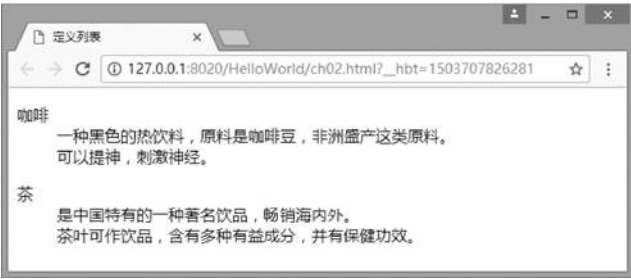 定义列表
127.0.0.1:8020/HelloWorld/ch02.html?__hbt=1503707826281
咖啡
一种黑色的热饮料，原料是咖啡豆，非洲盛产这类原料。
可以提神，刺激神经。
茶
是中国特有的一种著名饮品，畅销海内外。
茶叶可作饮品，含有多种有益成分，并有保健功效。